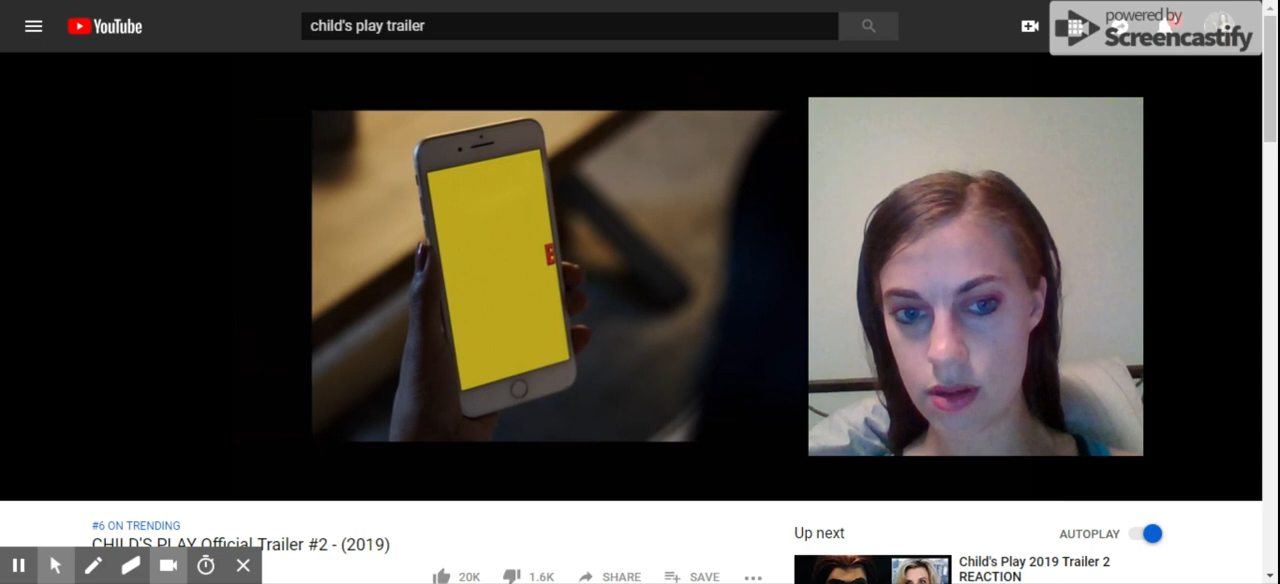 YouTube
child's play trailer
powered by
Screencastify
#6 ON TRENDING
CHILD'S PLAY Official Trailer #2 - (2019)
20K
1.6K
SHARE
SAVE
Up next
AUTOPLAY
Child's Play 2019 Trailer 2
REACTION